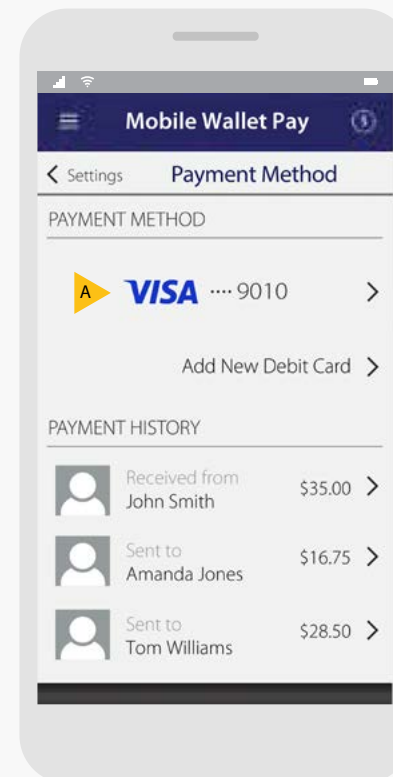 Mobile Wallet Pay
Settings Payment Method
PAYMENT METHOD
A VISA ···· 9010
Add New Debit Card
PAYMENT HISTORY
Received from
John Smith $35.00
Sent to
Amanda Jones $16.75
Sent to
Tom Williams $28.50